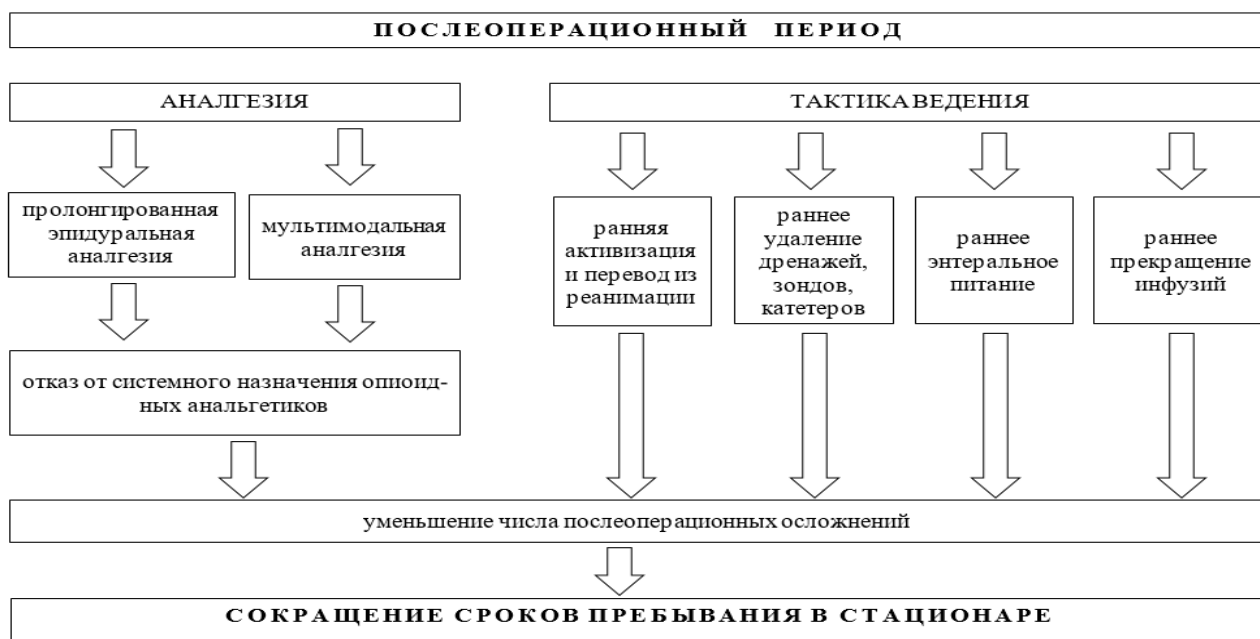 ПОСЛЕОПЕРАЦИОННЫЙ ПЕРИОД
АНАЛГЕЗИЯ
ТАКТИКА ВЕДЕНИЯ
пролонгированная
эпидуральная
аналгезия
мультимодальная
аналгезия
ранняя
активизация
и перевод из
реанимации
раннее
удаление
дренажей,
зондов,
катетеров
раннее
энтеральное
питание
раннее
прекращение
инфузий
отказ от системного назначения опиоид-
ных анальгетиков
уменьшение числа послеоперационных осложнений
СОКРАЩЕНИЕ СРОКОВ ПРЕБЫВАНИЯ В СТАЦИОНАРЕ